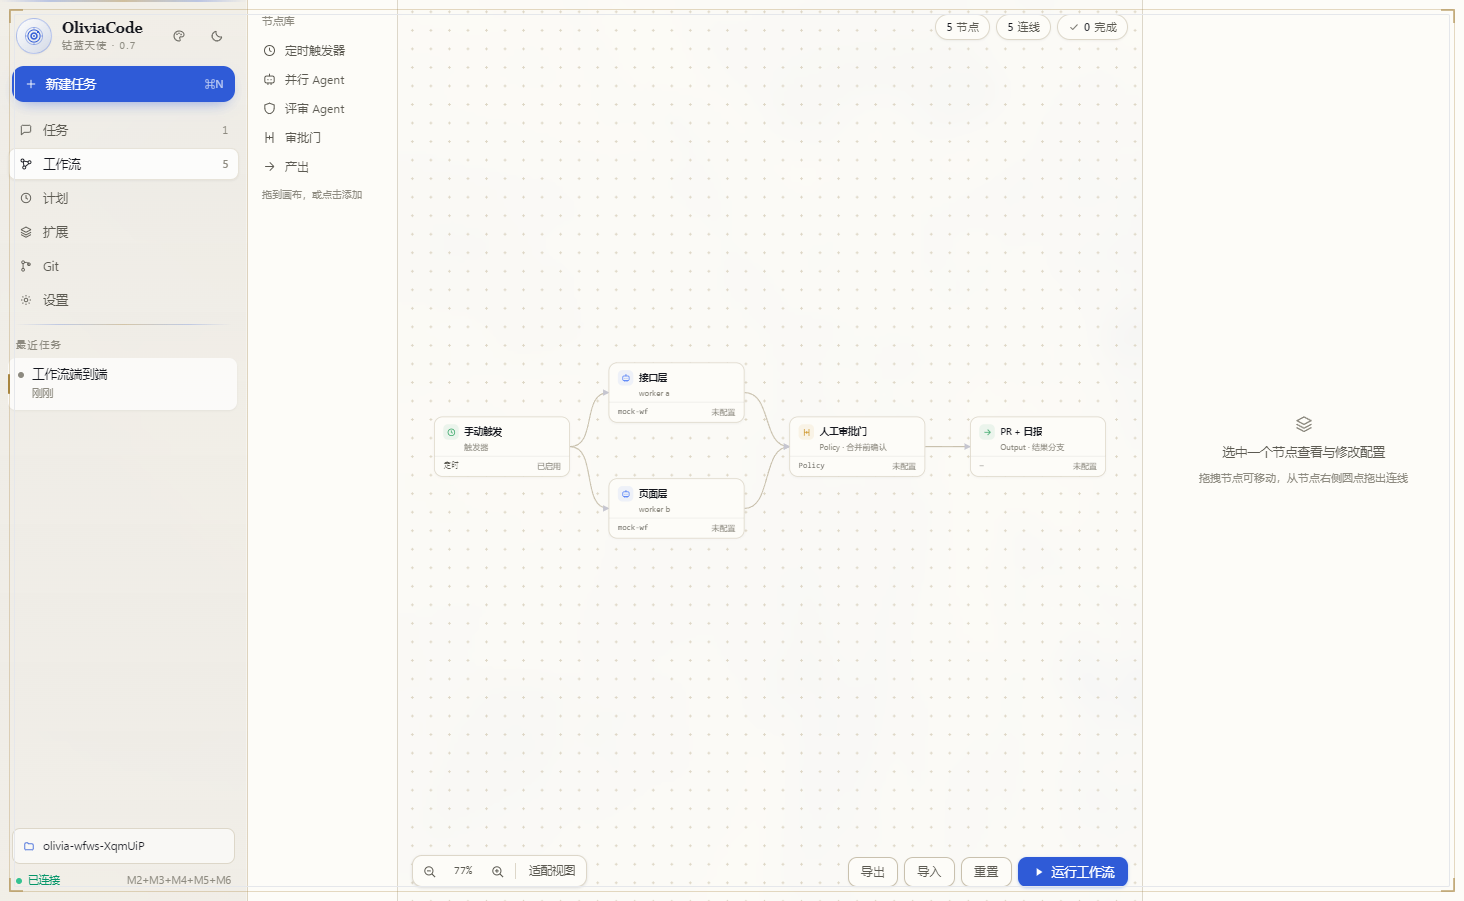 OliviaCode
钴蓝天使 · 0.7
新建任务 ⌘N
任务 1
工作流 5
计划
扩展
Git
设置
最近任务
工作流端到端
刚刚
olivia-wfws-XqmUiP
已连接 M2+M3+M4+M5+M6
节点库
定时触发器
并行 Agent
评审 Agent
审批门
产出
拖到画布，或点击添加
5 节点 5 连线 0 完成
手动触发
触发器
定时 已启用
接口层
worker a
mock-wf 未配置
页面层
worker b
mock-wf 未配置
人工审批门
Policy · 合并前确认
Policy 未配置
PR + 日报
Output · 结果分支
— 未配置
77% 适配视图
导出 导入 重置 运行工作流
选中一个节点查看与修改配置
拖拽节点可移动，从节点右侧圆点拖出连线